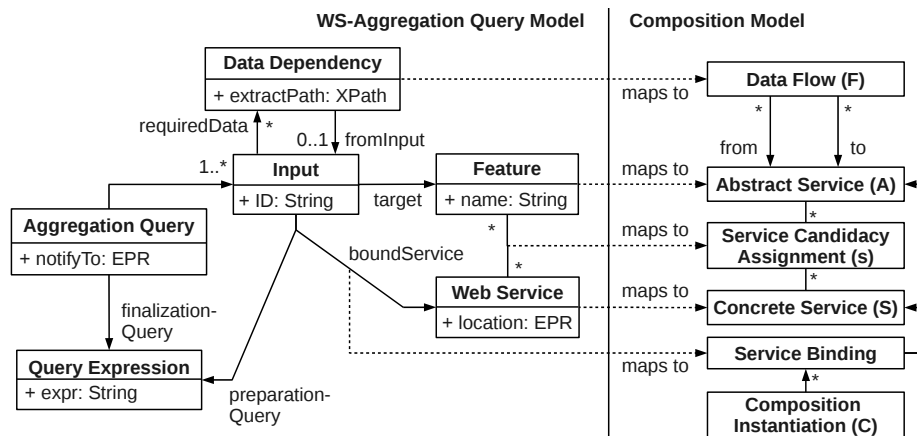 WS-Aggregation Query Model
Composition Model
Data Dependency
+ extractPath: XPath
maps to
Data Flow (F)
requiredData
*
0..1
fromInput
*
*
from
to
1..*
Input
+ ID: String
target
Feature
+ name: String
maps to
Abstract Service (A)
Aggregation Query
+ notifyTo: EPR
boundService
*
*
maps to
*
Service Candidacy
Assignment (s)
*
Web Service
+ location: EPR
maps to
Concrete Service (S)
finalization-
Query
Query Expression
+ expr: String
preparation-
Query
maps to
Service Binding
*
Composition
Instantiation (C)